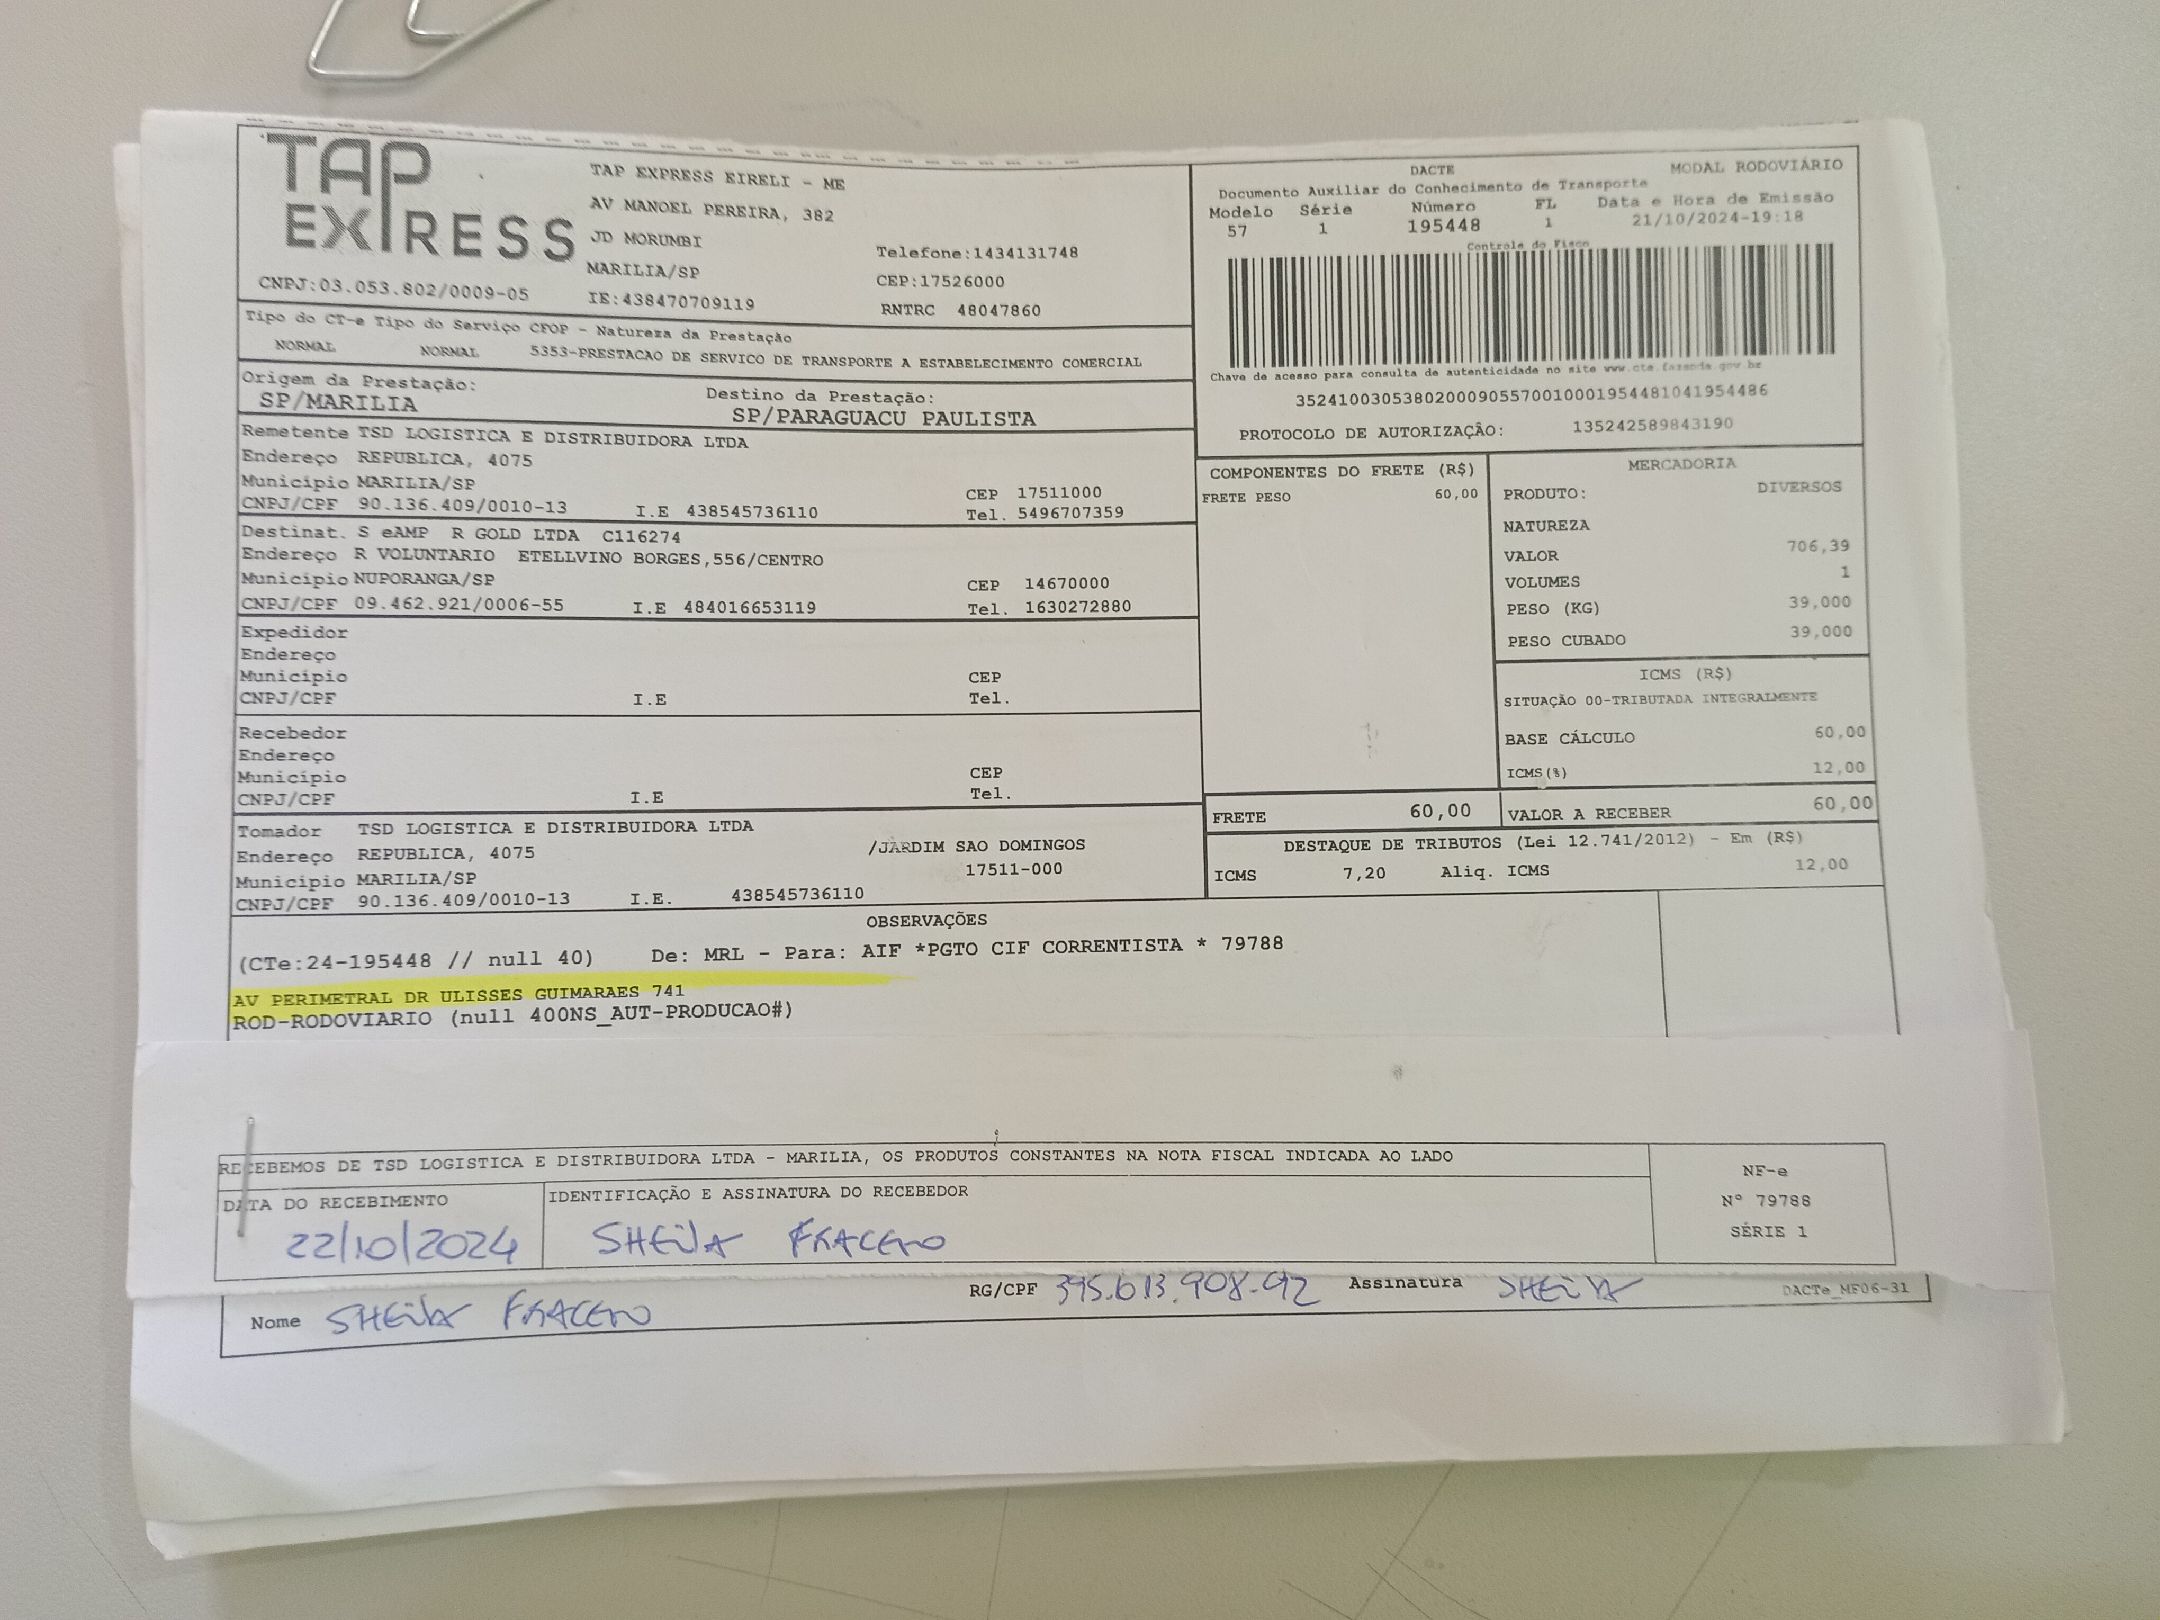 TAP
EXPRESS
CNPJ:03.053.802/0009-05
TAP EXPRESS EIRELI - ME
AV MANOEL PEREIRA, 382
JD MORUMBI
MARILIA/SP
IE:438470709119
Telefone:1434131748
CEP:17526000
RNTRC 48047860
DACTE
MODAL RODOVIÁRIO
Documento Auxiliar do Conhecimento de Transporte
Modelo Série Número FL Data e Hora de Emissão
57 1 195448 1 21/10/2024-19:18
Controle do Fisco
Chave de acesso para consulta de autenticidade no site www.cte.fazenda.gov.br
35241003053802000905570010001954481041954486
PROTOCOLO DE AUTORIZAÇÃO: 135242589843190
Tipo do CT-e Tipo do Serviço CFOP - Natureza da Prestação
NORMAL NORMAL 5353-PRESTACAO DE SERVICO DE TRANSPORTE A ESTABELECIMENTO COMERCIAL
Origem da Prestação: Destino da Prestação:
SP/MARILIA SP/PARAGUACU PAULISTA
Remetente TSD LOGISTICA E DISTRIBUIDORA LTDA
Endereço REPUBLICA, 4075
Município MARILIA/SP CEP 17511000
CNPJ/CPF 90.136.409/0010-13 I.E 438545736110 Tel. 5496707359
Destinat. S eAMP R GOLD LTDA C116274
Endereço R VOLUNTARIO ETELLVINO BORGES,556/CENTRO
Município NUPORANGA/SP CEP 14670000
CNPJ/CPF 09.462.921/0006-55 I.E 484016653119 Tel. 1630272880
Expedidor
Endereço
Município CEP
CNPJ/CPF I.E Tel.
Recebedor
Endereço
Município CEP
CNPJ/CPF I.E Tel.
Tomador TSD LOGISTICA E DISTRIBUIDORA LTDA
Endereço REPUBLICA, 4075 /JARDIM SAO DOMINGOS
Município MARILIA/SP 17511-000
CNPJ/CPF 90.136.409/0010-13 I.E. 438545736110
COMPONENTES DO FRETE (R$)
FRETE PESO 60,00
MERCADORIA
PRODUTO: DIVERSOS
NATUREZA
VALOR 706,39
VOLUMES 1
PESO (KG) 39,000
PESO CUBADO 39,000
ICMS (R$)
SITUAÇÃO 00-TRIBUTADA INTEGRALMENTE
BASE CÁLCULO 60,00
ICMS(%) 12,00
FRETE 60,00 VALOR A RECEBER 60,00
DESTAQUE DE TRIBUTOS (Lei 12.741/2012) - Em (R$)
ICMS 7,20 Aliq. ICMS 12,00
OBSERVAÇÕES
(CTe:24-195448 // null 40) De: MRL - Para: AIF *PGTO CIF CORRENTISTA * 79788
AV PERIMETRAL DR ULISSES GUIMARAES 741
ROD-RODOVIARIO (null 400NS_AUT-PRODUCAO#)
RECEBEMOS DE TSD LOGISTICA E DISTRIBUIDORA LTDA - MARILIA, OS PRODUTOS CONSTANTES NA NOTA FISCAL INDICADA AO LADO
DATA DO RECEBIMENTO IDENTIFICAÇÃO E ASSINATURA DO RECEBEDOR
22/10/2024 SHEILA
NF-e
Nº 79788
SÉRIE 1
Nome SHEILA RG/CPF 395.613.908-92 Assinatura SHEILA DACTe_MF06-31